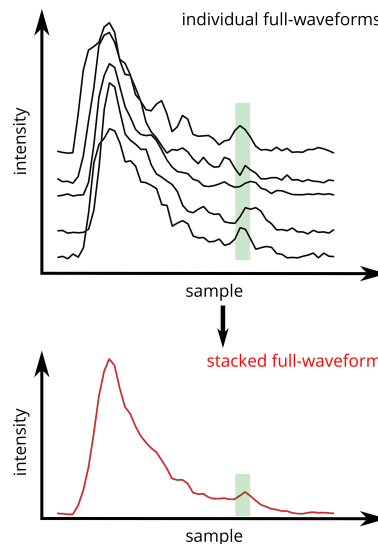 individual full-waveforms
intensity
sample
stacked full-waveform
intensity
sample